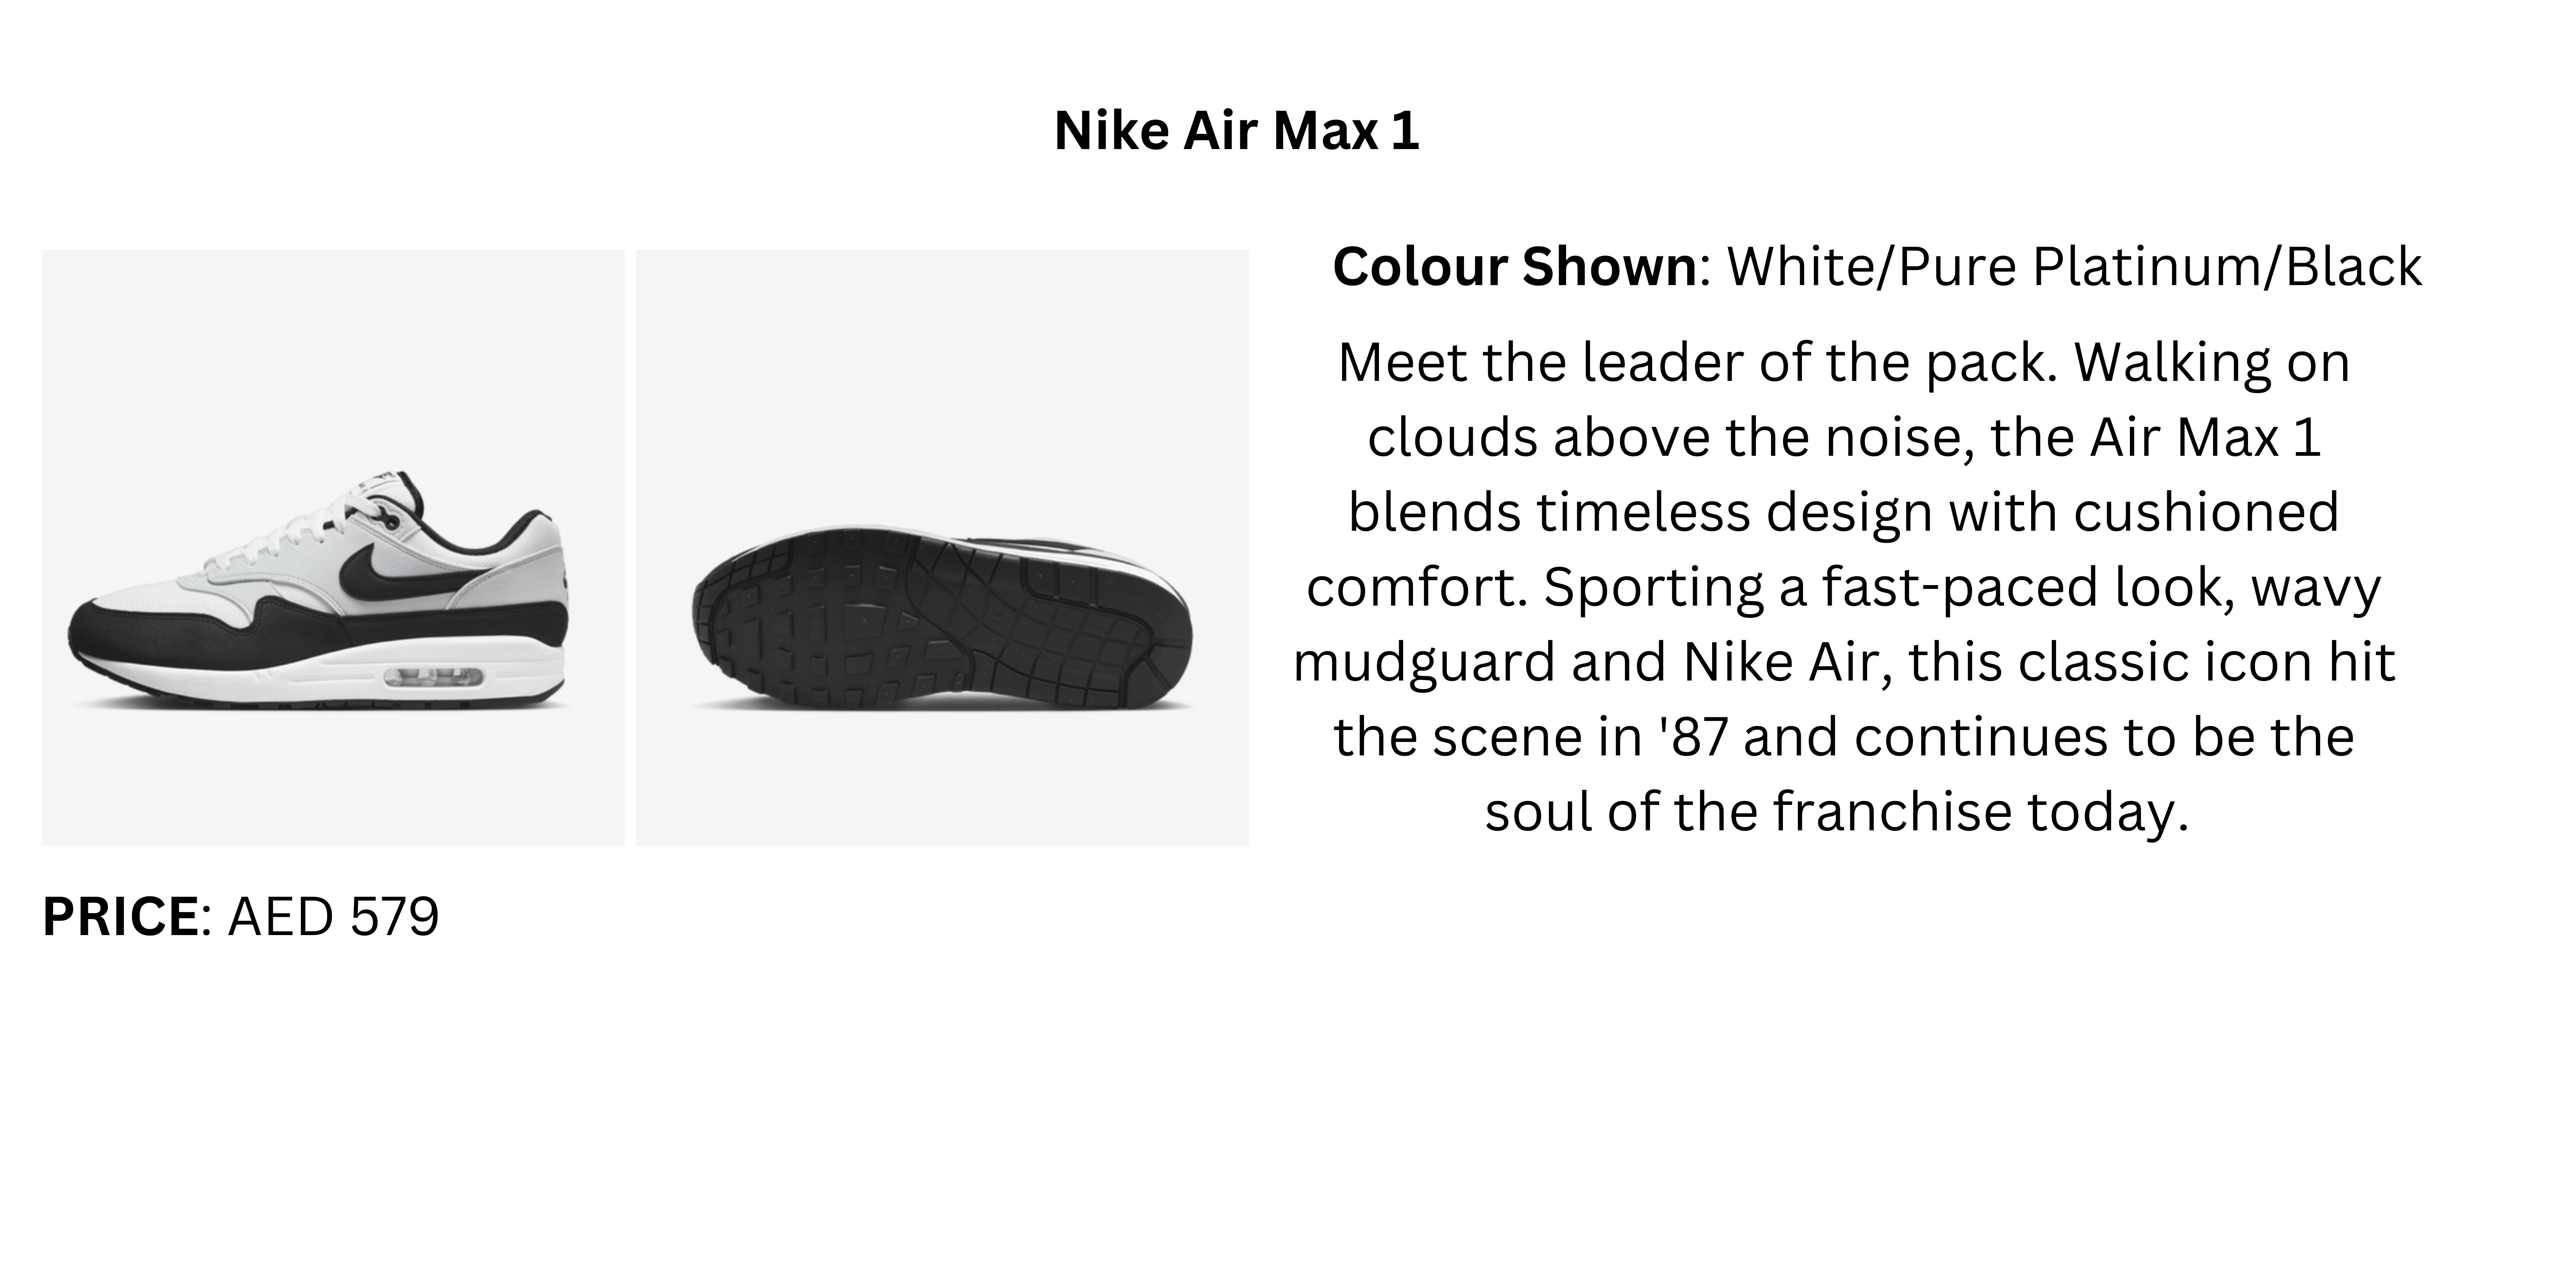 Nike Air Max 1
Colour Shown: White/Pure Platinum/Black
Meet the leader of the pack. Walking on
clouds above the noise, the Air Max 1
blends timeless design with cushioned
comfort. Sporting a fast-paced look, wavy
mudguard and Nike Air, this classic icon hit
the scene in '87 and continues to be the
soul of the franchise today.
PRICE: AED 579